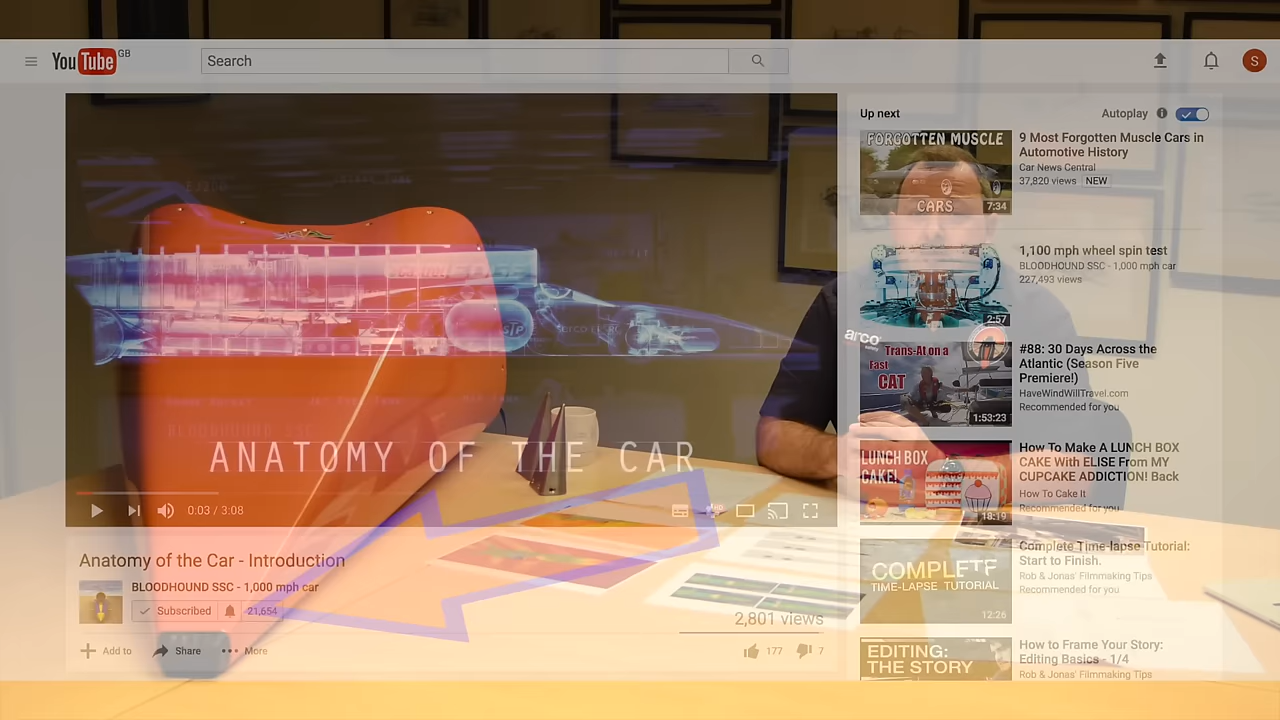 YouTube GB
Search
S
STP
ANATOMY OF THE CAR
0:03 / 3:08
Anatomy of the Car - Introduction
BLOODHOUND SSC - 1,000 mph car
Subscribed
21,654
2,801 views
Add to
Share
More
177
7
Up next
Autoplay
FORGOTTEN MUSCLE
CARS
7:34
9 Most Forgotten Muscle Cars in
Automotive History
Car News Central
37,820 views NEW
2:57
1,100 mph wheel spin test
BLOODHOUND SSC - 1,000 mph car
227,493 views
arco
Trans-At on a
Fast
CAT
1:53:23
#88: 30 Days Across the
Atlantic (Season Five
Premiere!)
HaveWindWillTravel.com
Recommended for you
LUNCH BOX
CAKE!
18:19
How To Make A LUNCH BOX
CAKE With ELISE From MY
CUPCAKE ADDICTION! Back
How To Cake It
Recommended for you
COMPLETE
TIME-LAPSE TUTORIAL
12:26
Complete Time-lapse Tutorial:
Start to Finish.
Rob & Jonas' Filmmaking Tips
Recommended for you
EDITING:
THE STORY
How to Frame Your Story:
Editing Basics - 1/4
Rob & Jonas' Filmmaking Tips